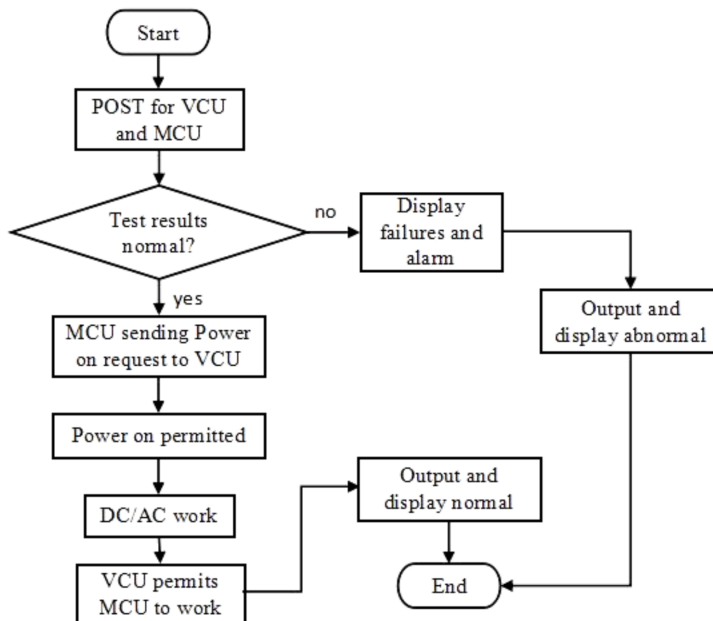 Start
POST for VCU
and MCU
Test results
normal?
no
Display
failures and
alarm
yes
Output and
display abnormal
MCU sending Power
on request to VCU
Power on permitted
Output and
display normal
DC/AC work
VCU permits
MCU to work
End